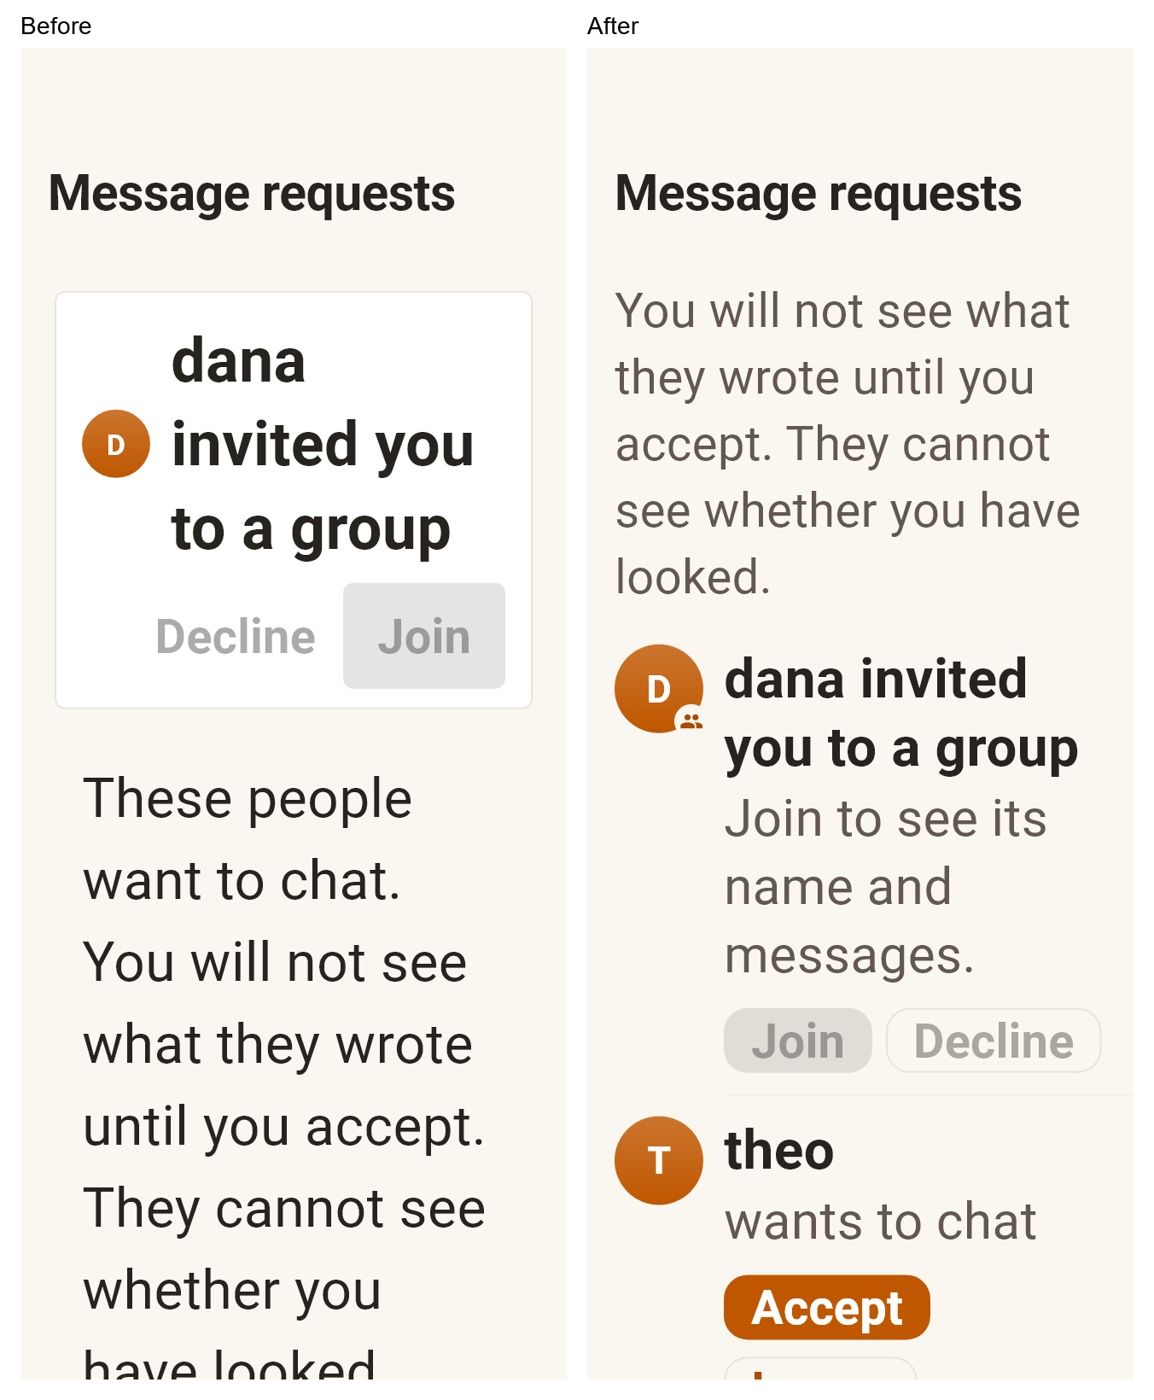 Before
Message requests
D
dana
invited you
to a group
Decline
Join
These people
want to chat.
You will not see
what they wrote
until you accept.
They cannot see
whether you
have looked
After
Message requests
You will not see what
they wrote until you
accept. They cannot
see whether you have
looked.
D
dana invited
you to a group
Join to see its
name and
messages.
Join
Decline
T
theo
wants to chat
Accept